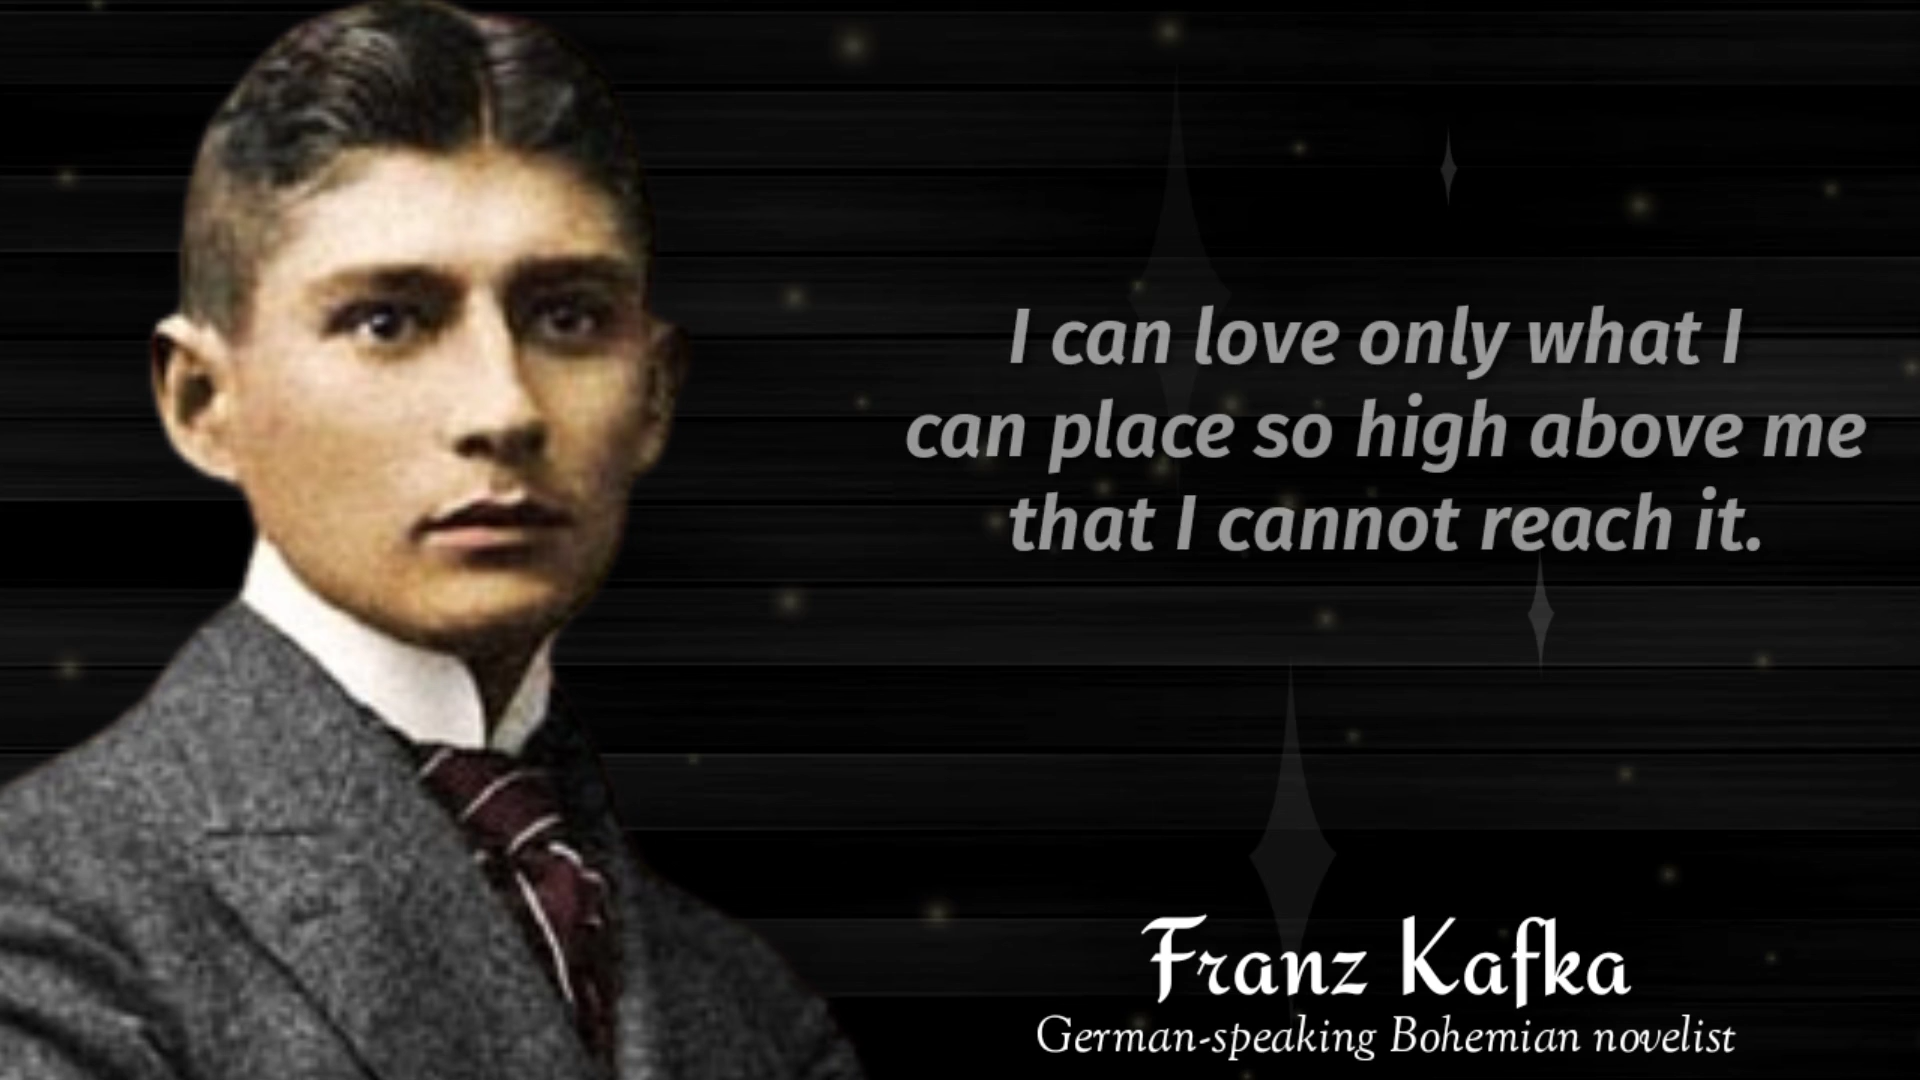 I can love only what I
can place so high above me
that I cannot reach it.
Franz Kafka
German-speaking Bohemian novelist